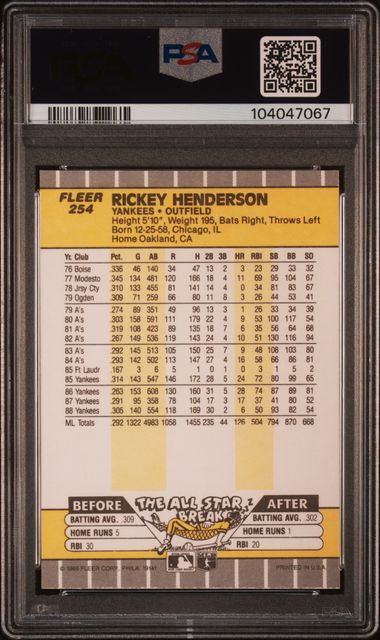 PSA
104047067
FLEER
254
RICKEY HENDERSON
YANKEES • OUTFIELD
Height 5'10", Weight 195, Bats Right, Throws Left
Born 12-25-58, Chicago, IL
Home Oakland, CA
Yr. Club Pct. G AB R H 2B 3B HR RBI SB BB SO
76 Boise .336 46 140 34 47 13 2 3 23 29 33 32
77 Modesto .345 134 481 120 166 18 4 11 69 95 104 67
78 Jrsy Cty .310 133 455 81 141 14 4 0 34 81 83 67
79 Ogden .309 71 259 66 80 11 8 3 26 44 53 41
79 A's .274 89 351 49 96 13 3 1 26 33 34 39
80 A's .303 158 591 111 179 22 4 9 53 100 117 54
81 A's .319 108 423 89 135 18 7 6 35 56 64 68
82 A's .267 149 536 119 143 24 4 10 51 130 116 94
83 A's .292 145 513 105 150 25 7 9 48 108 103 80
84 A's .293 142 502 113 147 27 4 16 58 66 86 81
85 Ft Laudr .167 3 6 5 1 0 1 0 3 1 5 2
85 Yankees .314 143 547 146 172 28 5 24 72 80 99 65
86 Yankees .263 153 608 130 160 31 5 28 74 87 89 81
87 Yankees .291 95 358 78 104 17 3 17 37 41 80 52
88 Yankees .305 140 554 118 169 30 2 6 50 93 82 54
ML Totals .292 1322 4983 1058 1455 235 44 126 504 794 870 668
BEFORE THE ALL STAR BREAK AFTER
BATTING AVG. .309 BATTING AVG. .302
HOME RUNS 5 HOME RUNS 1
RBI 30 RBI 20
© 1989 FLEER CORP., PHILA. 19141 PRINTED IN U.S.A.